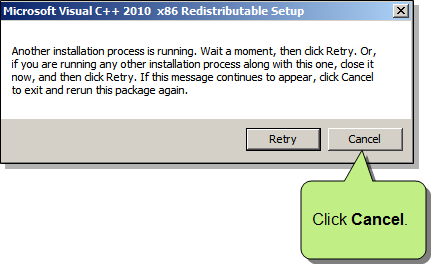 Microsoft Visual C++ 2010  x86 Redistributable Setup
Another installation process is running. Wait a moment, then click Retry. Or,
if you are running any other installation process along with this one, close it
now, and then click Retry. If this message continues to appear, click Cancel
to exit and rerun this package again.
Retry
Cancel
Click Cancel.